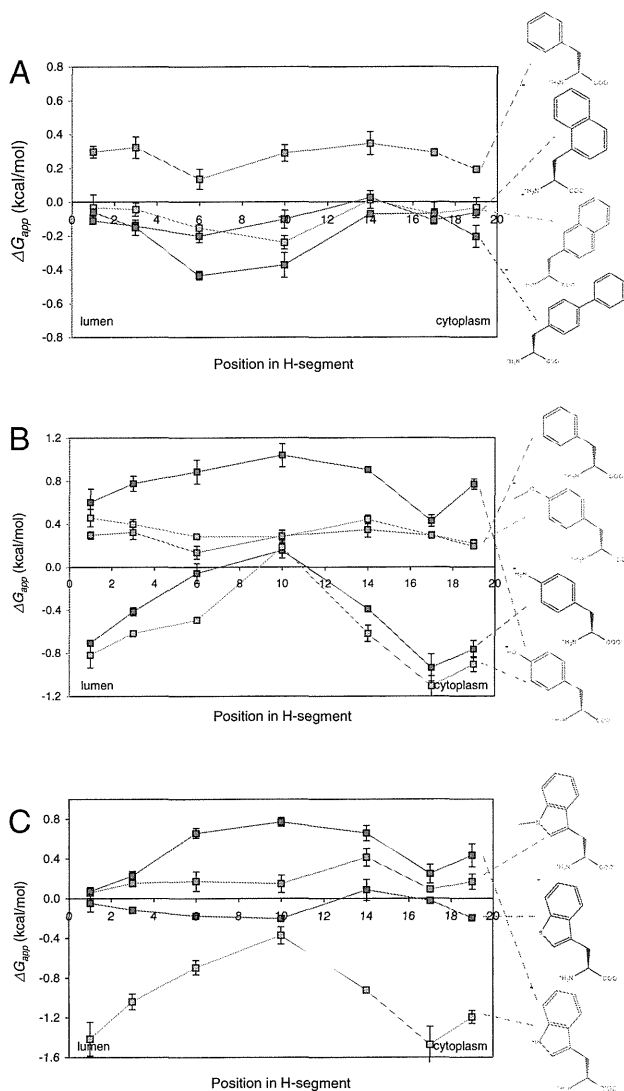 A
0.8
0.6
0.4
0.2
0.0
0 2 4 6 8 10 12 14 16 18 20
-0.2
-0.4
-0.6
-0.8
ΔG_app (kcal/mol)
lumen cytoplasm
Position in H-segment
B
1.2
0.8
0.4
0.0
0 2 4 6 8 10 12 14 16 18 20
-0.4
-0.8
-1.2
ΔG_app (kcal/mol)
lumen cytoplasm
Position in H-segment
C
0.8
0.4
0.0
0 2 4 6 8 10 12 14 16 18 20
-0.4
-0.8
-1.2
-1.6
ΔG_app (kcal/mol)
lumen cytoplasm
Position in H-segment